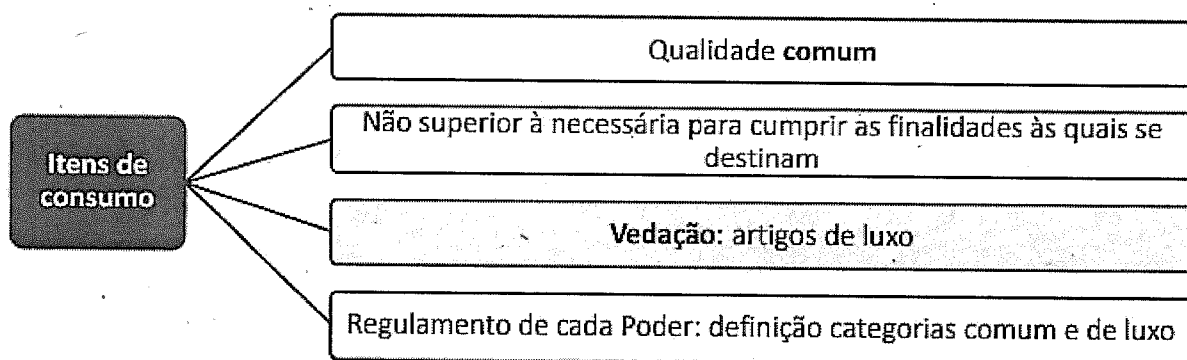 Qualidade comum
Não superior à necessária para cumprir as finalidades às quais se
destinam
Itens de
consumo
Vedação: artigos de luxo
Regulamento de cada Poder: definição categorias comum e de luxo